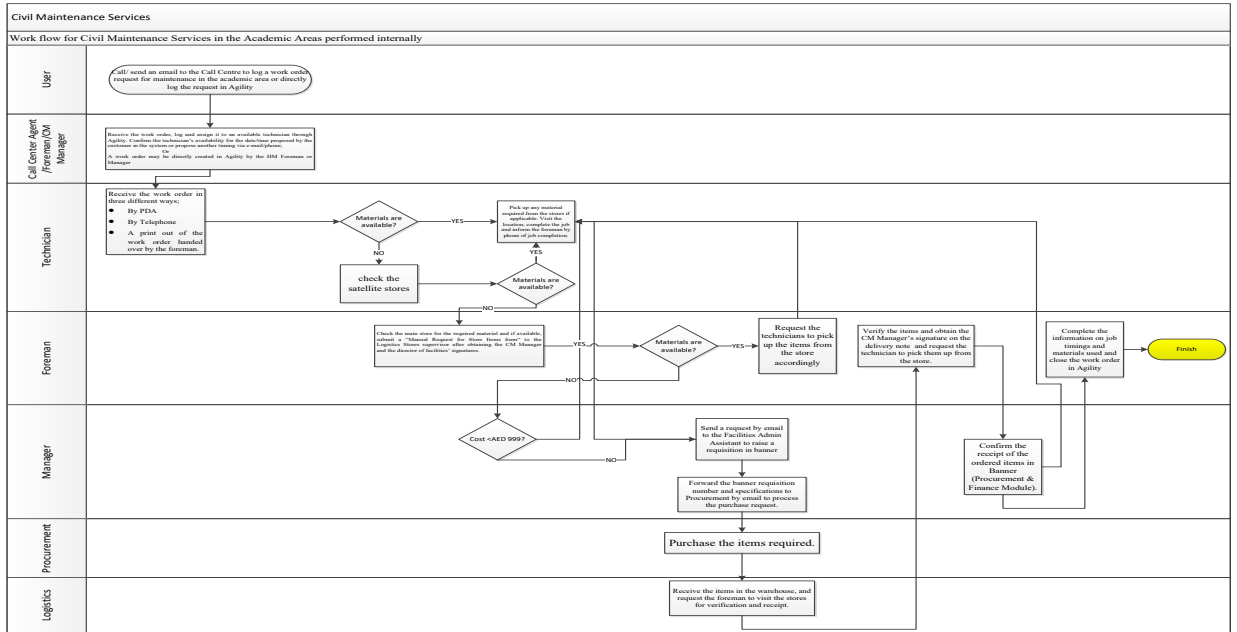 Civil Maintenance Services
Work flow for Civil Maintenance Services in the Academic Areas performed internally
User
Call/ send an email to the Call Centre to log a work order
request for maintenance in the academic area or directly
log the request in Agility
Call Center Agent
/Foreman/CM
Manager
Receive the work order, log and assign it to an available technician through
Agility. Confirm the technician's availability for the date/time proposed by the
customer in the system or propose another timing via e-mail/phone;
Or
A work order may be directly created in Agility by the HM Foreman or
Manager
Technician
Receive the work order in
three different ways;
● By PDA
● By Telephone
● A print out of the
work order handed
over by the foreman.
Materials are
available?
YES
NO
Pick up any material
required from the stores if
applicable. Visit the
location, complete the job
and inform the foreman by
phone of job completion.
YES
check the
satellite stores
Materials are
available?
NO
Foreman
Check the main store for the required material and if available,
submit a "Manual Request for Store Items form" to the
Logistics Stores supervisor after obtaining the CM Manager
and the director of facilities' signatures.
YES
Materials are
available?
YES
NO
Request the
technicians to pick
up the items from
the store
accordingly
Verify the items and obtain the
CM Manager's signature on the
delivery note and request the
technician to pick them up from
the store.
Complete the
information on job
timings and
materials used and
close the work order
in Agility
Finish
Manager
Cost <AED 999?
NO
Send a request by email
to the Facilities Admin
Assistant to raise a
requisition in banner
Forward the banner requisition
number and specifications to
Procurement by email to process
the purchase request.
Confirm the
receipt of the
ordered items in
Banner
(Procurement &
Finance Module).
Procurement
Purchase the items required.
Logistics
Receive the items in the warehouse, and
request the foreman to visit the stores
for verification and receipt.